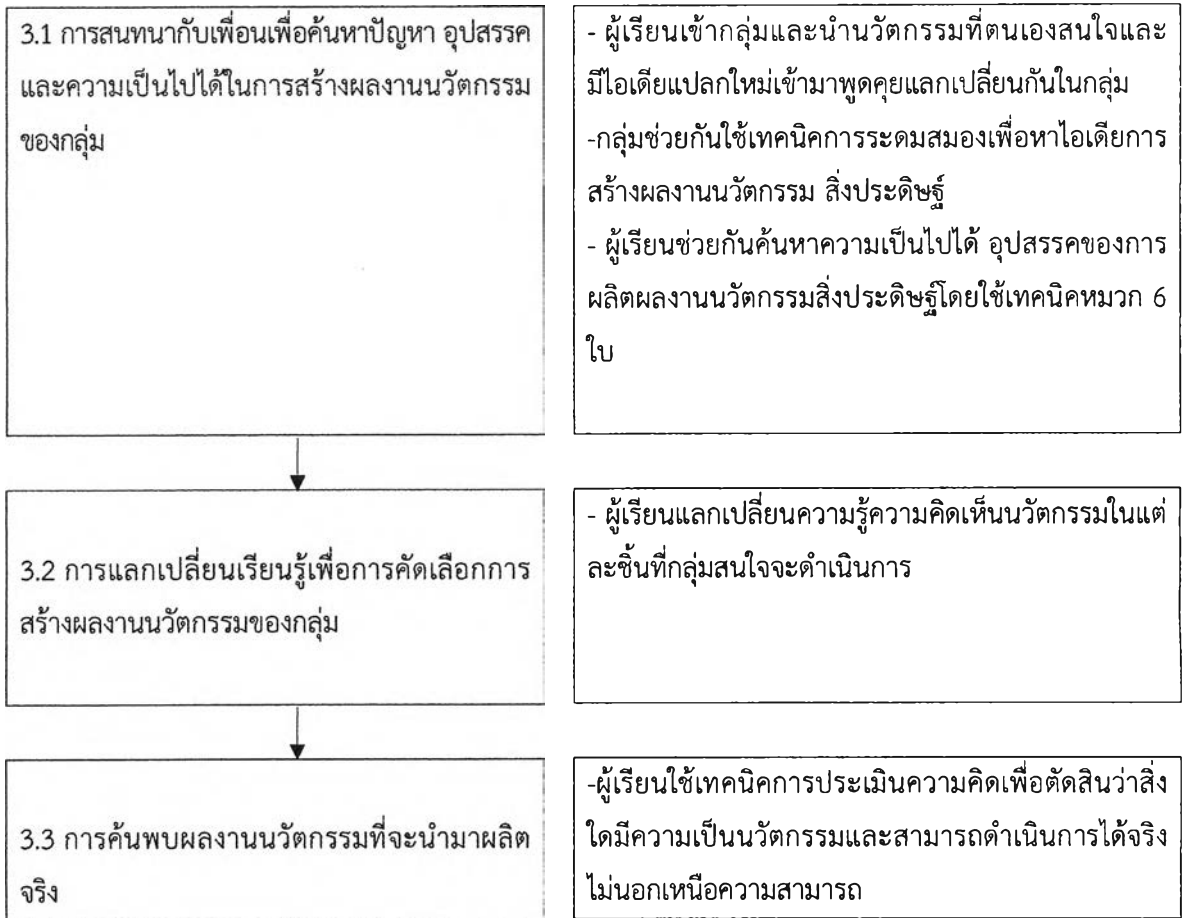 3.1 การสนทนากับเพื่อนเพื่อค้นหาปัญหา อุปสรรค
และความเป็นไปได้ในการสร้างผลงานนวัตกรรม
ของกลุ่ม
- ผู้เรียนเข้ากลุ่มและนำนวัตกรรมที่ตนเองสนใจและ
มีไอเดียแปลกใหม่เข้ามาพูดคุยแลกเปลี่ยนกันในกลุ่ม
-กลุ่มช่วยกันใช้เทคนิคการระดมสมองเพื่อหาไอเดียการ
สร้างผลงานนวัตกรรม สิ่งประดิษฐ์
- ผู้เรียนช่วยกันค้นหาความเป็นไปได้ อุปสรรคของการ
ผลิตผลงานนวัตกรรมสิ่งประดิษฐ์โดยใช้เทคนิคหมวก 6
ใบ
3.2 การแลกเปลี่ยนเรียนรู้เพื่อการคัดเลือกการ
สร้างผลงานนวัตกรรมของกลุ่ม
- ผู้เรียนแลกเปลี่ยนความรู้ความคิดเห็นนวัตกรรมในแต่
ละชิ้นที่กลุ่มสนใจจะดำเนินการ
3.3 การค้นพบผลงานนวัตกรรมที่จะนำมาผลิต
จริง
-ผู้เรียนใช้เทคนิคการประเมินความคิดเพื่อตัดสินว่าสิ่ง
ใดมีความเป็นนวัตกรรมและสามารถดำเนินการได้จริง
ไม่นอกเหนือความสามารถ